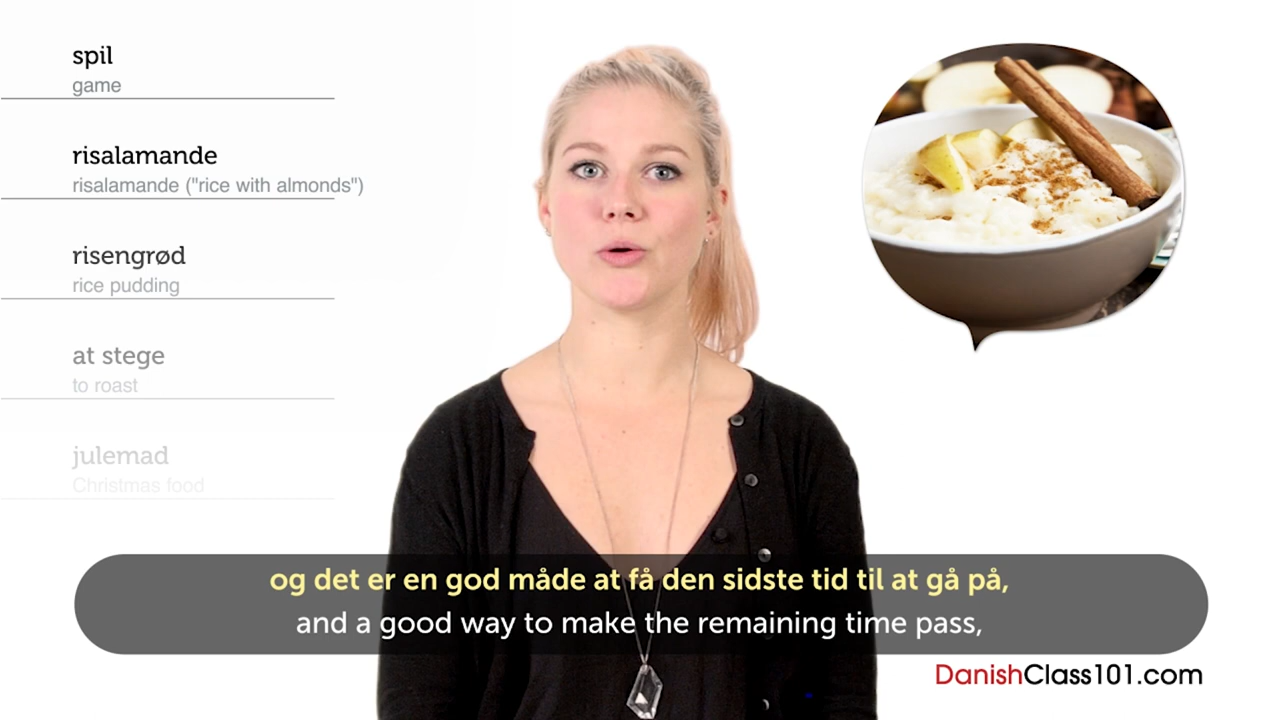 spil
game
risalamande
risalamande ("rice with almonds")
risengrød
rice pudding
at stege
to roast
julemad
Christmas food
og det er en god måde at få den sidste tid til at gå på,
and a good way to make the remaining time pass,
DanishClass101.com